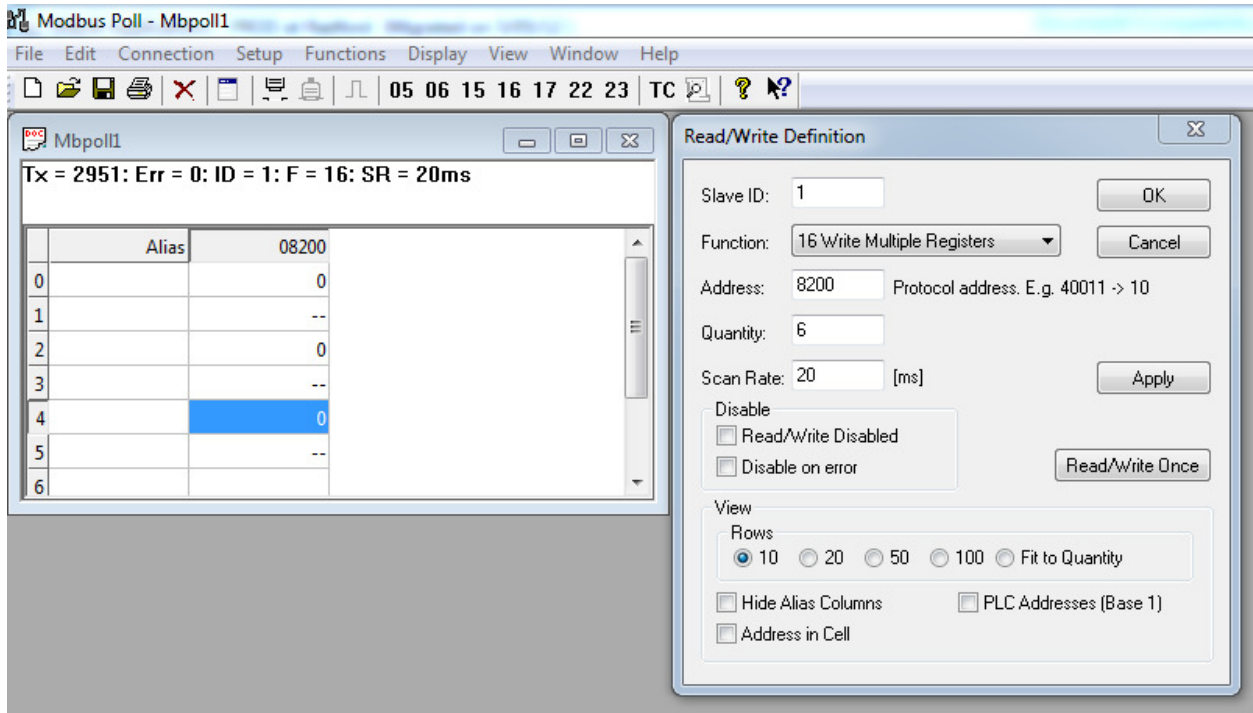 Modbus Poll - Mbpoll1
File Edit Connection Setup Functions Display View Window Help
05 06 15 16 17 22 23 TC
Mbpoll1
Tx = 2951: Err = 0: ID = 1: F = 16: SR = 20ms
Alias 08200
0 0
1 --
2 0
3 --
4 0
5 --
6
Read/Write Definition
Slave ID: 1 OK
Function: 16 Write Multiple Registers Cancel
Address: 8200 Protocol address. E.g. 40011 -> 10
Quantity: 6
Scan Rate: 20 [ms] Apply
Disable
Read/Write Disabled
Disable on error Read/Write Once
View
Rows
10 20 50 100 Fit to Quantity
Hide Alias Columns PLC Addresses (Base 1)
Address in Cell